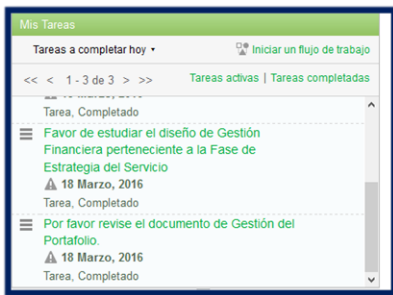 Mis Tareas
Tareas a completar hoy
Iniciar un flujo de trabajo
<< < 1 - 3 de 3 > >>
Tareas activas | Tareas completadas
Tarea, Completado
Favor de estudiar el diseño de Gestión
Financiera perteneciente a la Fase de
Estrategia del Servicio
18 Marzo, 2016
Tarea, Completado
Por favor revise el documento de Gestión del
Portafolio.
18 Marzo, 2016
Tarea, Completado